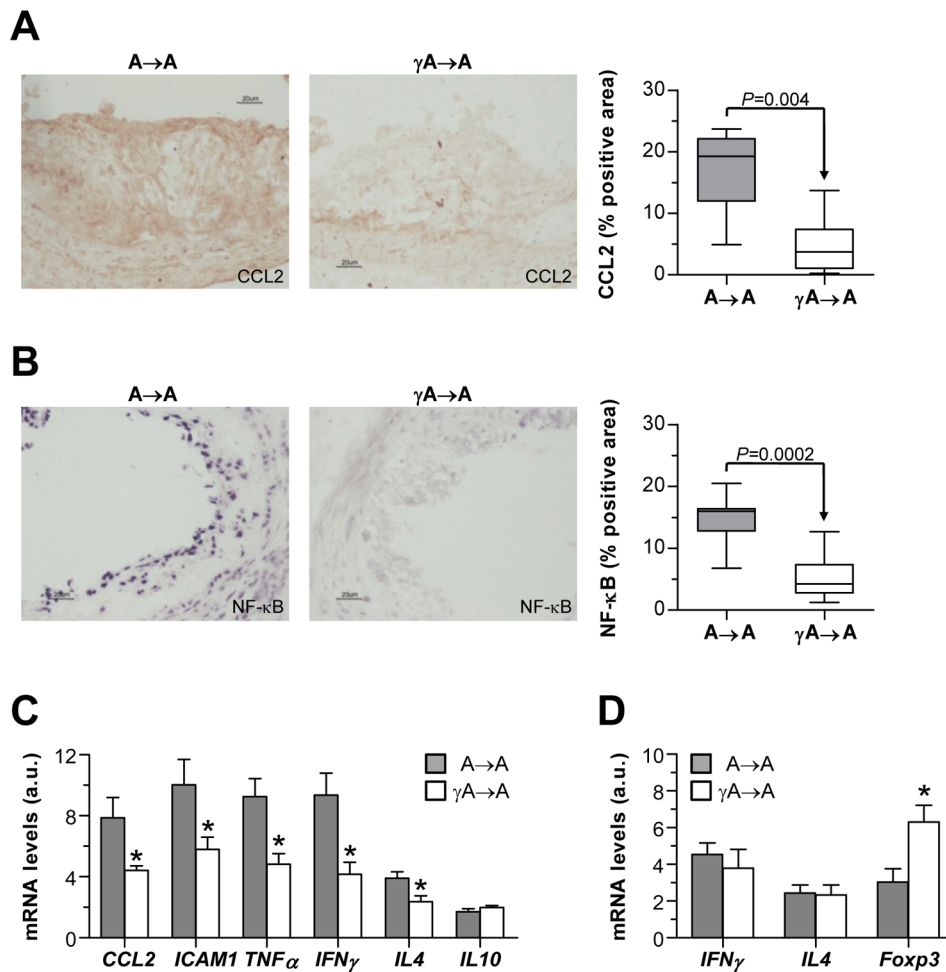 A
A→A
γA→A
20um
20um
CCL2
CCL2
CCL2 (% positive area)
30
20
10
0
P=0.004
A→A
γA→A
B
A→A
γA→A
20um
20um
NF-κB
NF-κB
NF-κB (% positive area)
30
20
10
0
P=0.0002
A→A
γA→A
C
mRNA levels (a.u.)
12
8
4
0
A→A
γA→A
* * * * *
CCL2 ICAM1 TNFα IFNγ IL4 IL10
D
mRNA levels (a.u.)
10
8
6
4
2
0
A→A
γA→A
*
IFNγ IL4 Foxp3